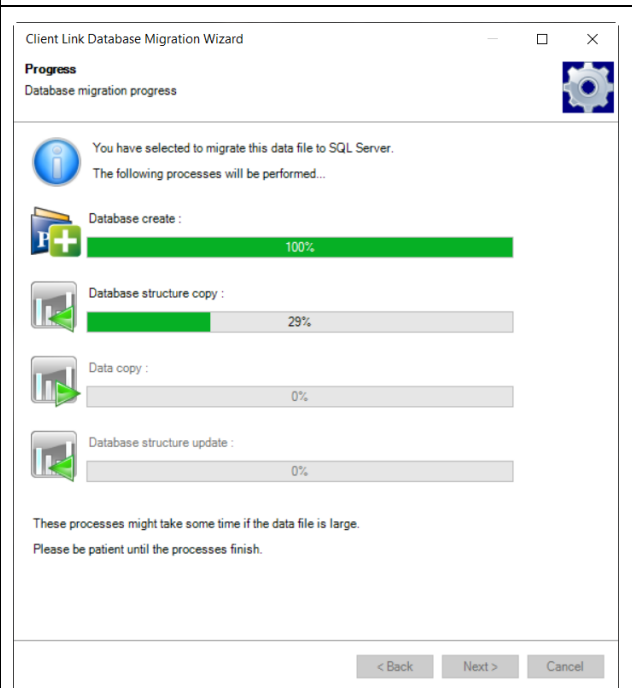 Client Link Database Migration Wizard
Progress
Database migration progress
You have selected to migrate this data file to SQL Server.
The following processes will be performed...
Database create :
100%
Database structure copy :
29%
Data copy :
0%
Database structure update :
0%
These processes might take some time if the data file is large.
Please be patient until the processes finish.
< Back Next > Cancel